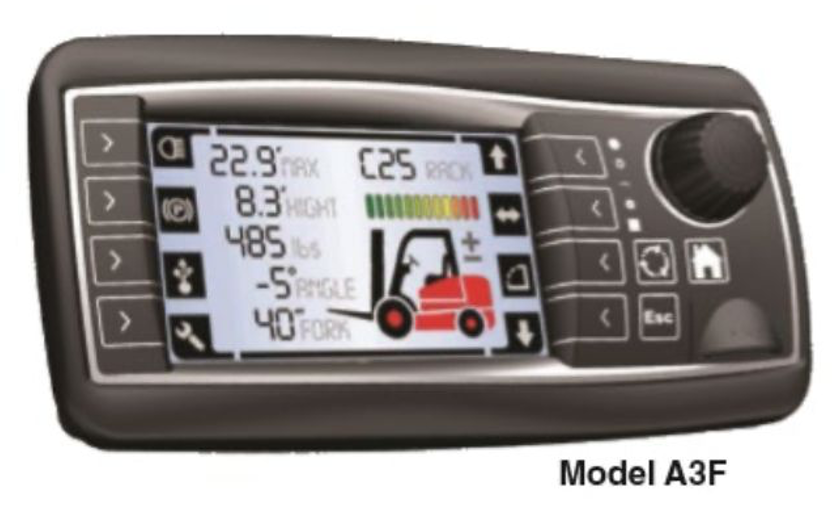 22.9' MAX C25 RACK
8.3' HIGHT
485 lbs
-5° ANGLE
40" FORK
Esc
Model A3F